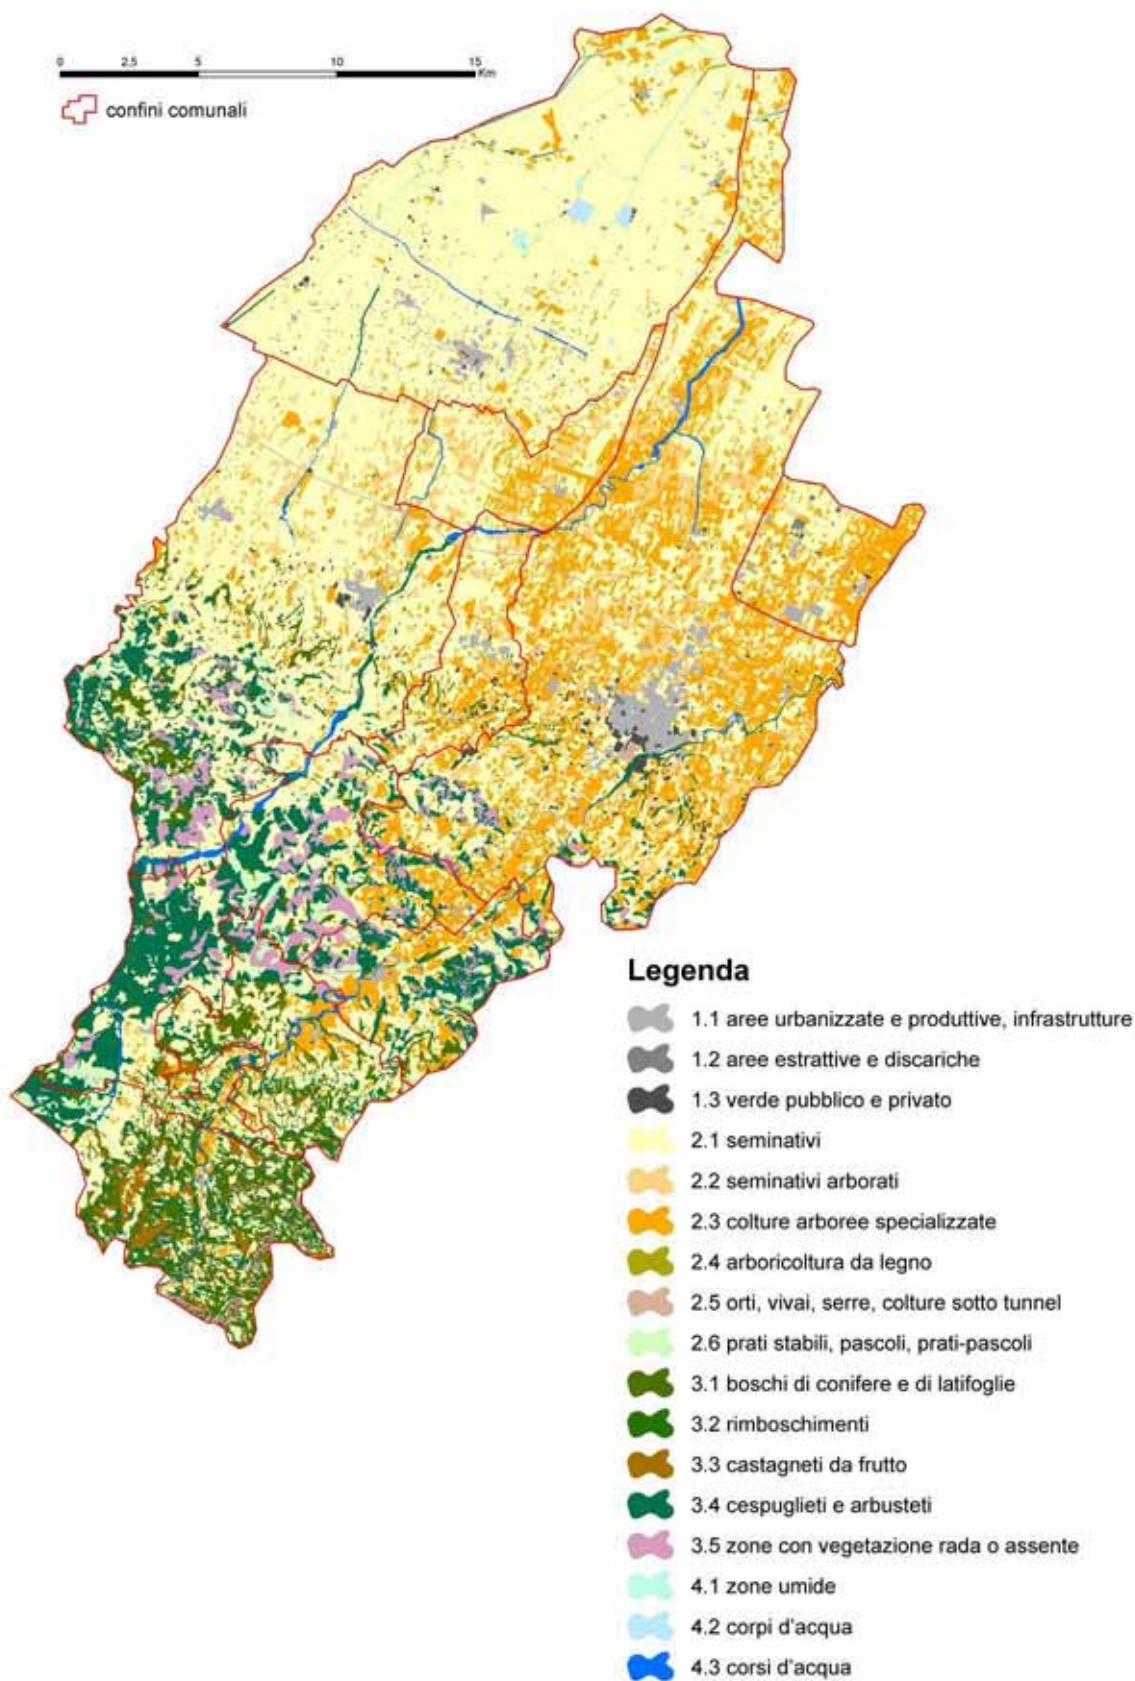 0 2,5 5 10 15
Km
confini comunali
Legenda
1.1 aree urbanizzate e produttive, infrastrutture
1.2 aree estrattive e discariche
1.3 verde pubblico e privato
2.1 seminativi
2.2 seminativi arborati
2.3 colture arboree specializzate
2.4 arboricoltura da legno
2.5 orti, vivai, serre, colture sotto tunnel
2.6 prati stabili, pascoli, prati-pascoli
3.1 boschi di conifere e di latifoglie
3.2 rimboschimenti
3.3 castagneti da frutto
3.4 cespuglieti e arbusteti
3.5 zone con vegetazione rada o assente
4.1 zone umide
4.2 corpi d'acqua
4.3 corsi d'acqua